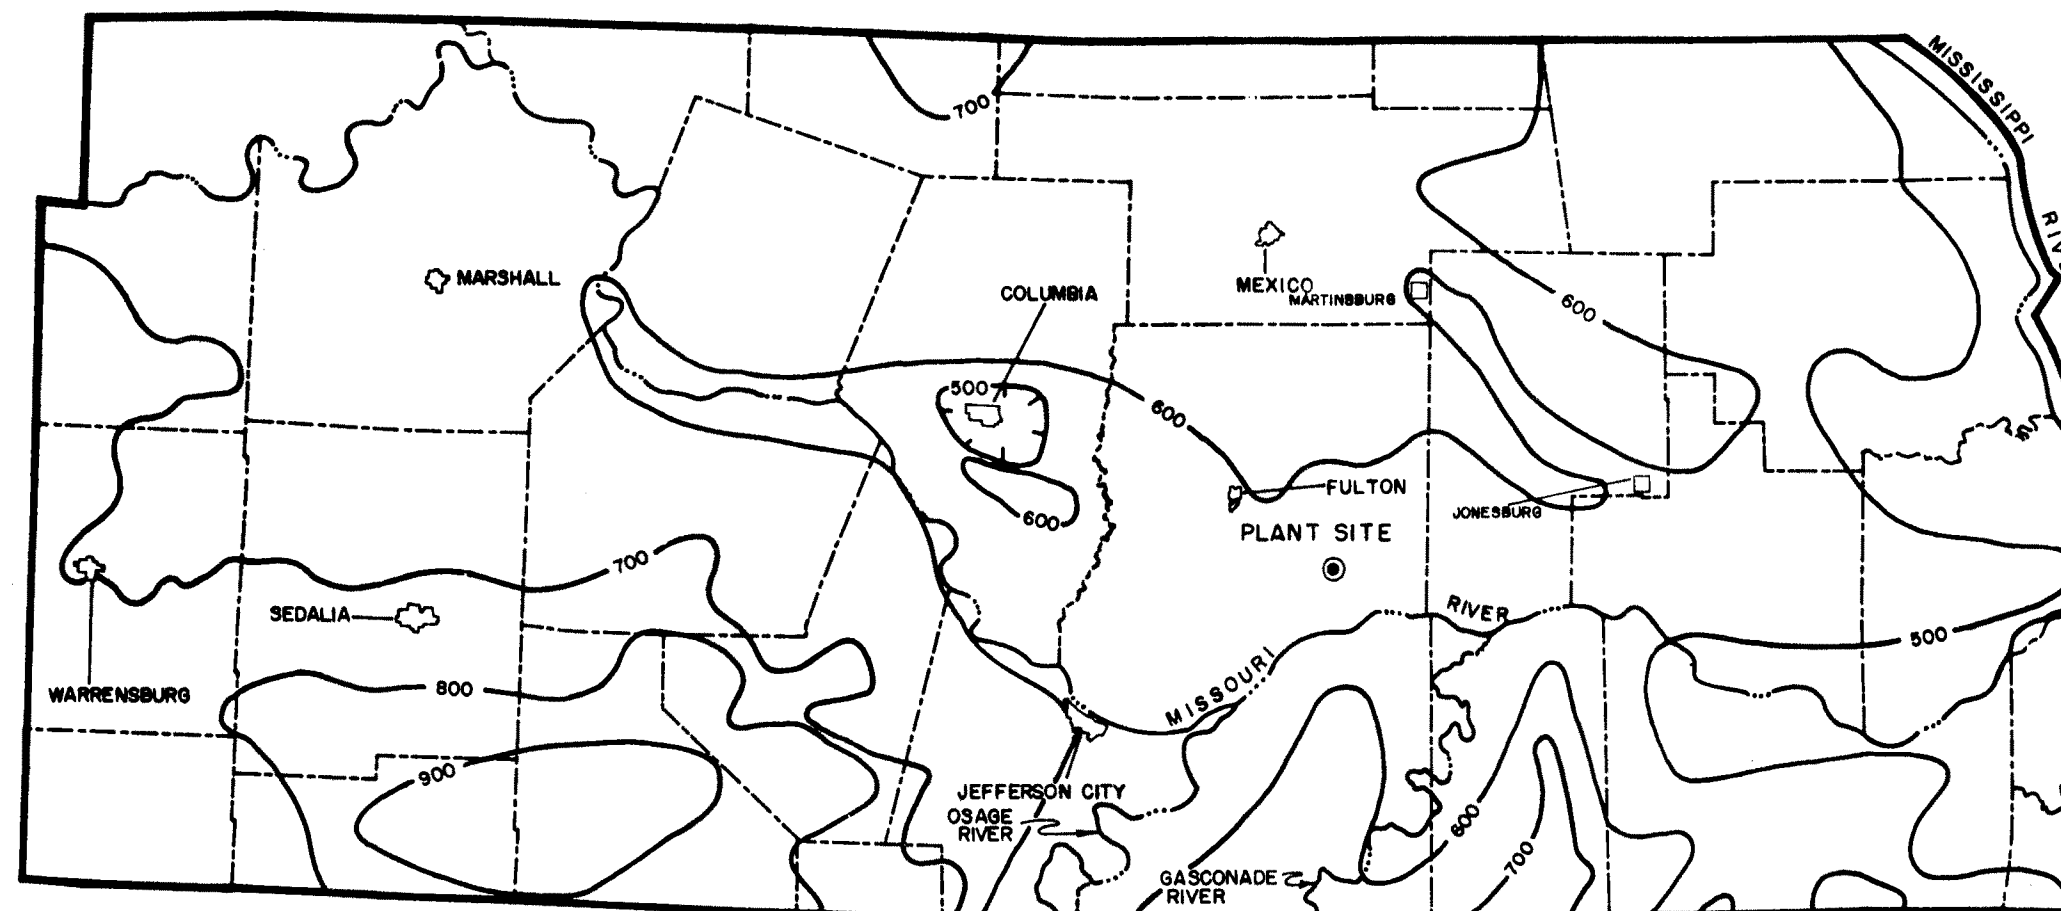 MISSISSIPPI
700
MARSHALL
COLUMBIA
MEXICO
MARTINSBURG
600
500
600
FULTON
JONESBURG
600
PLANT SITE
700
SEDALIA
RIVER
500
WARRENSBURG
800
MISSOURI
900
JEFFERSON CITY
OSAGE
RIVER
600
700
GASCONADE
RIVER